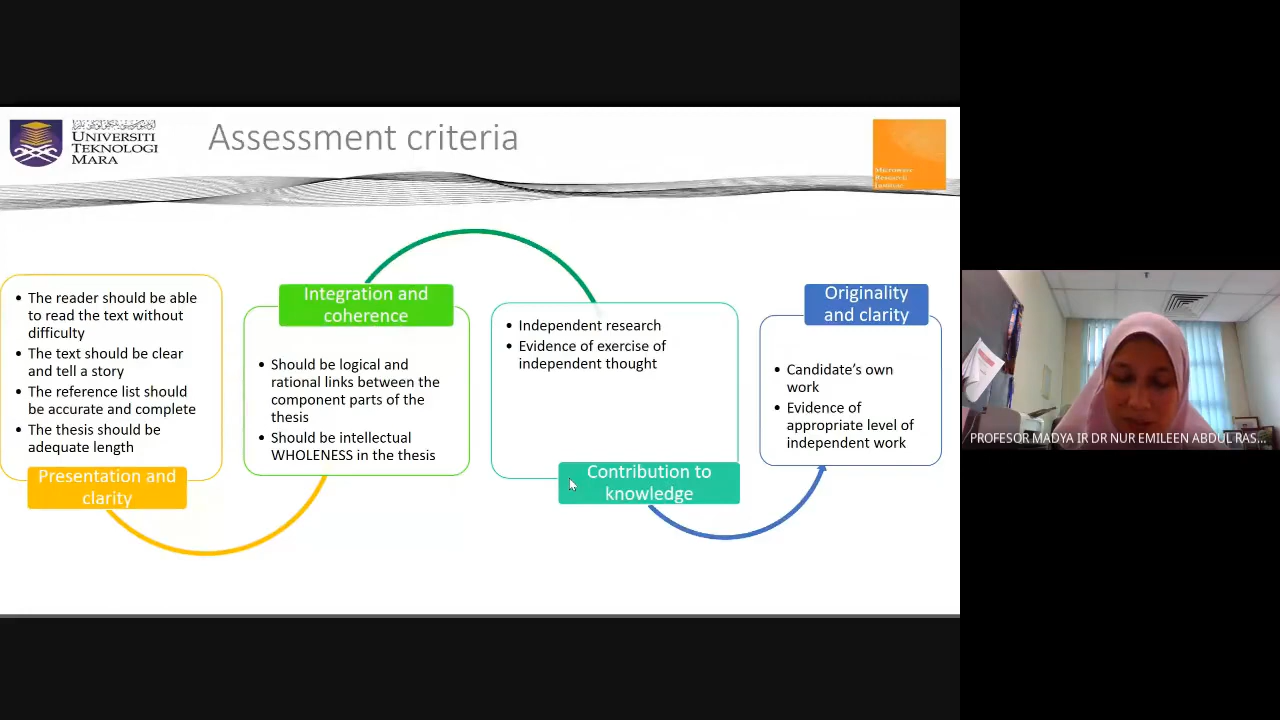 UNIVERSITI
TEKNOLOGI
MARA
Assessment criteria
Microwave
Research
Institute
• The reader should be able
to read the text without
difficulty
• The text should be clear
and tell a story
• The reference list should
be accurate and complete
• The thesis should be
adequate length
Presentation and
clarity
Integration and
coherence
• Should be logical and
rational links between the
component parts of the
thesis
• Should be intellectual
WHOLENESS in the thesis
• Independent research
• Evidence of exercise of
independent thought
Contribution to
knowledge
Originality
and clarity
• Candidate's own
work
• Evidence of
appropriate level of
independent work
PROFESOR MADYA IR DR NUR EMILEEN ABDUL RAS...